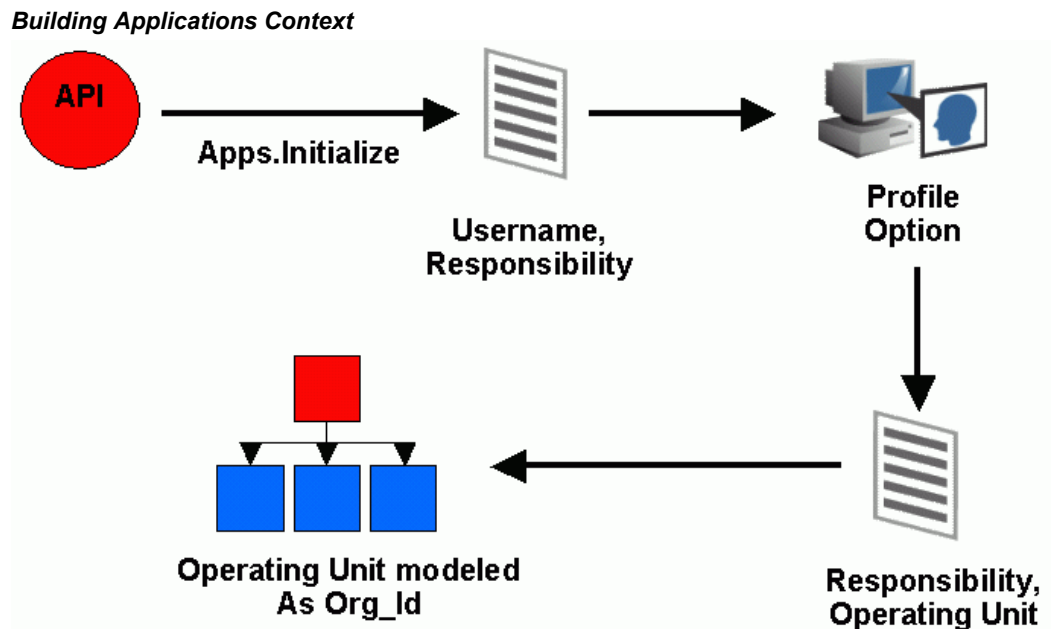 Building Applications Context
API
Apps.Initialize
Username,
Responsibility
Profile
Option
Responsibility,
Operating Unit
Operating Unit modeled
As Org_Id